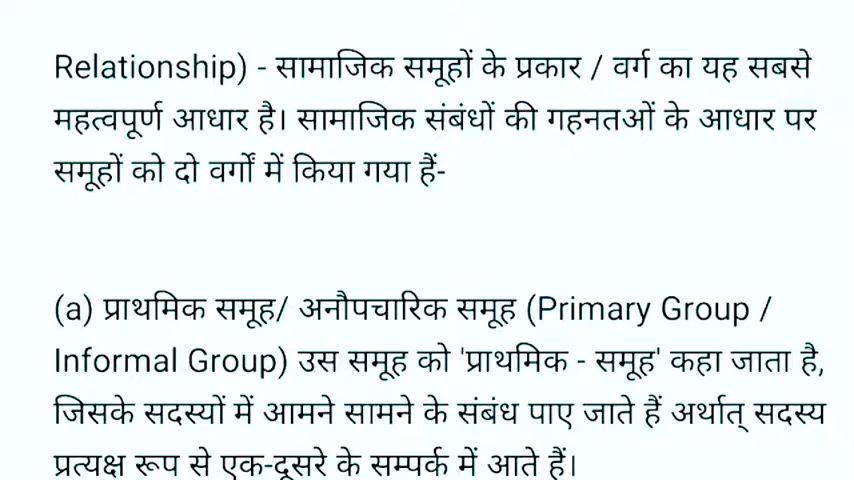 Relationship) - सामाजिक समूहों के प्रकार / वर्ग का यह सबसे
महत्वपूर्ण आधार है। सामाजिक संबंधों की गहनतओं के आधार पर
समूहों को दो वर्गों में किया गया हैं-
(a) प्राथमिक समूह/ अनौपचारिक समूह (Primary Group /
Informal Group) उस समूह को 'प्राथमिक - समूह' कहा जाता है,
जिसके सदस्यों में आमने सामने के संबंध पाए जाते हैं अर्थात् सदस्य
प्रत्यक्ष रूप से एक-दूसरे के सम्पर्क में आते हैं।